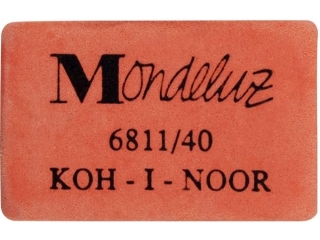 Mondeluz
6811/40
KOH - I - NOOR